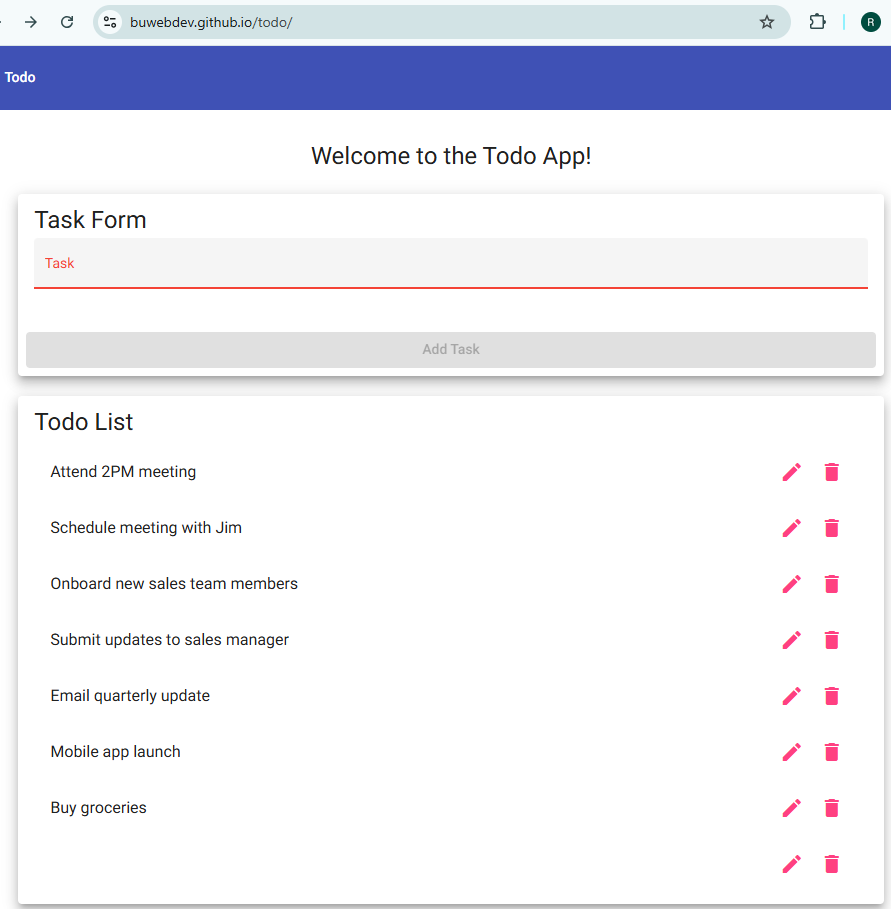 buwebdev.github.io/todo/
R
Todo
Welcome to the Todo App!
Task Form
Task
Add Task
Todo List
Attend 2PM meeting
Schedule meeting with Jim
Onboard new sales team members
Submit updates to sales manager
Email quarterly update
Mobile app launch
Buy groceries